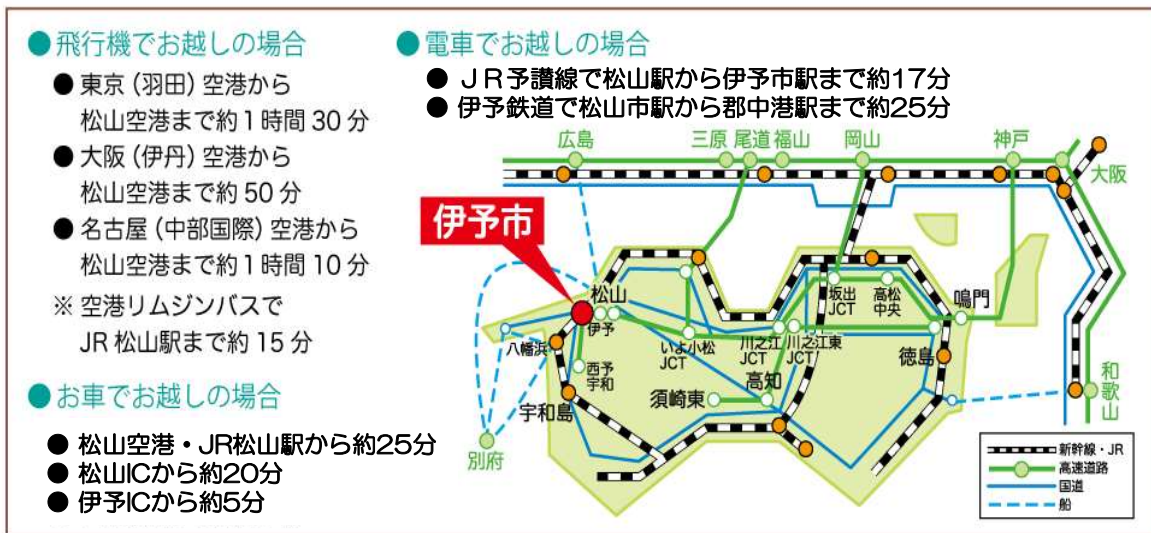 ● 飛行機でお越しの場合
● 東京（羽田）空港から
松山空港まで約1時間30分
● 大阪（伊丹）空港から
松山空港まで約50分
● 名古屋（中部国際）空港から
松山空港まで約1時間10分
※ 空港リムジンバスで
JR松山駅まで約15分
● お車でお越しの場合
● 松山空港・JR松山駅から約25分
● 松山ICから約20分
● 伊予ICから約5分
● 電車でお越しの場合
● ＪＲ予讃線で松山駅から伊予市駅まで約17分
● 伊予鉄道で松山市駅から郡中港駅まで約25分
広島
三原
尾道
福山
岡山
神戸
大阪
伊予市
松山
伊予
八幡浜
西予
宇和
宇和島
別府
いよ小松
JCT
川之江
JCT
川之江東
JCT
坂出
JCT
高松
中央
鳴門
徳島
高知
須崎東
和歌山
新幹線・JR
高速道路
国道
船